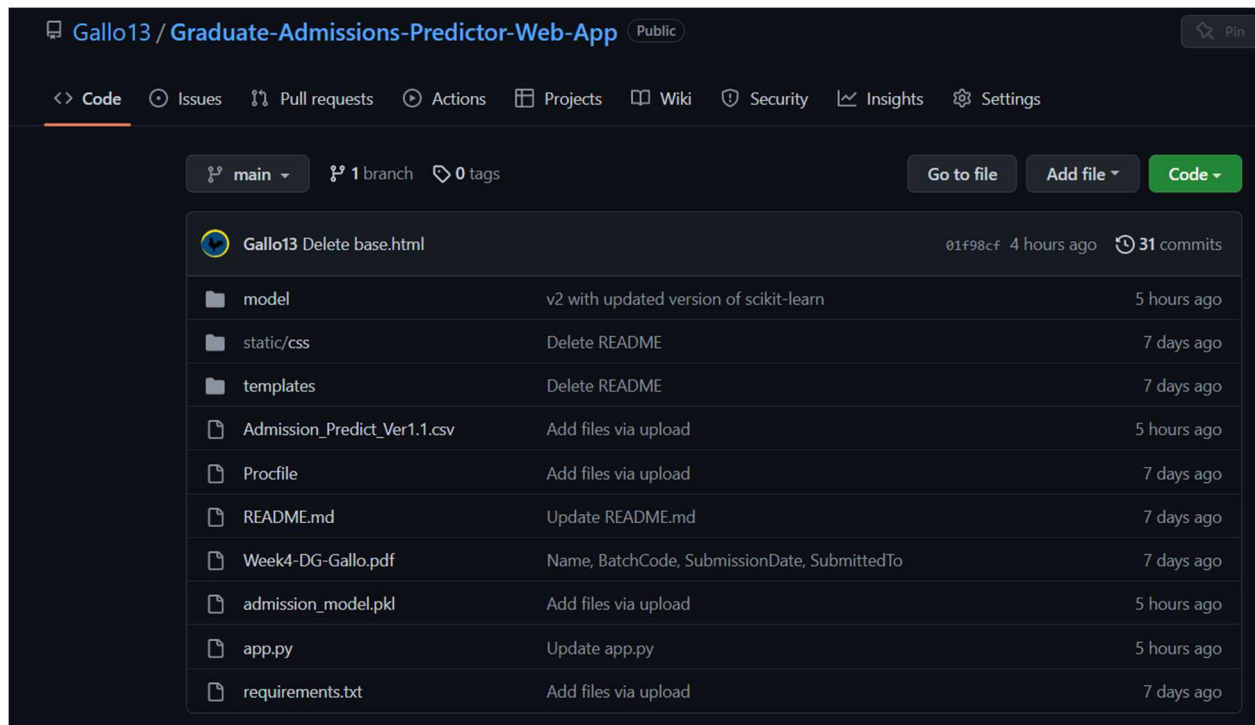 Gallo13 / Graduate-Admissions-Predictor-Web-App Public Pin
<> Code Issues Pull requests Actions Projects Wiki Security Insights Settings
main 1 branch 0 tags Go to file Add file Code
Gallo13 Delete base.html 01f98cf 4 hours ago 31 commits
model v2 with updated version of scikit-learn 5 hours ago
static/css Delete README 7 days ago
templates Delete README 7 days ago
Admission_Predict_Ver1.1.csv Add files via upload 5 hours ago
Procfile Add files via upload 7 days ago
README.md Update README.md 7 days ago
Week4-DG-Gallo.pdf Name, BatchCode, SubmissionDate, SubmittedTo 7 days ago
admission_model.pkl Add files via upload 5 hours ago
app.py Update app.py 5 hours ago
requirements.txt Add files via upload 7 days ago